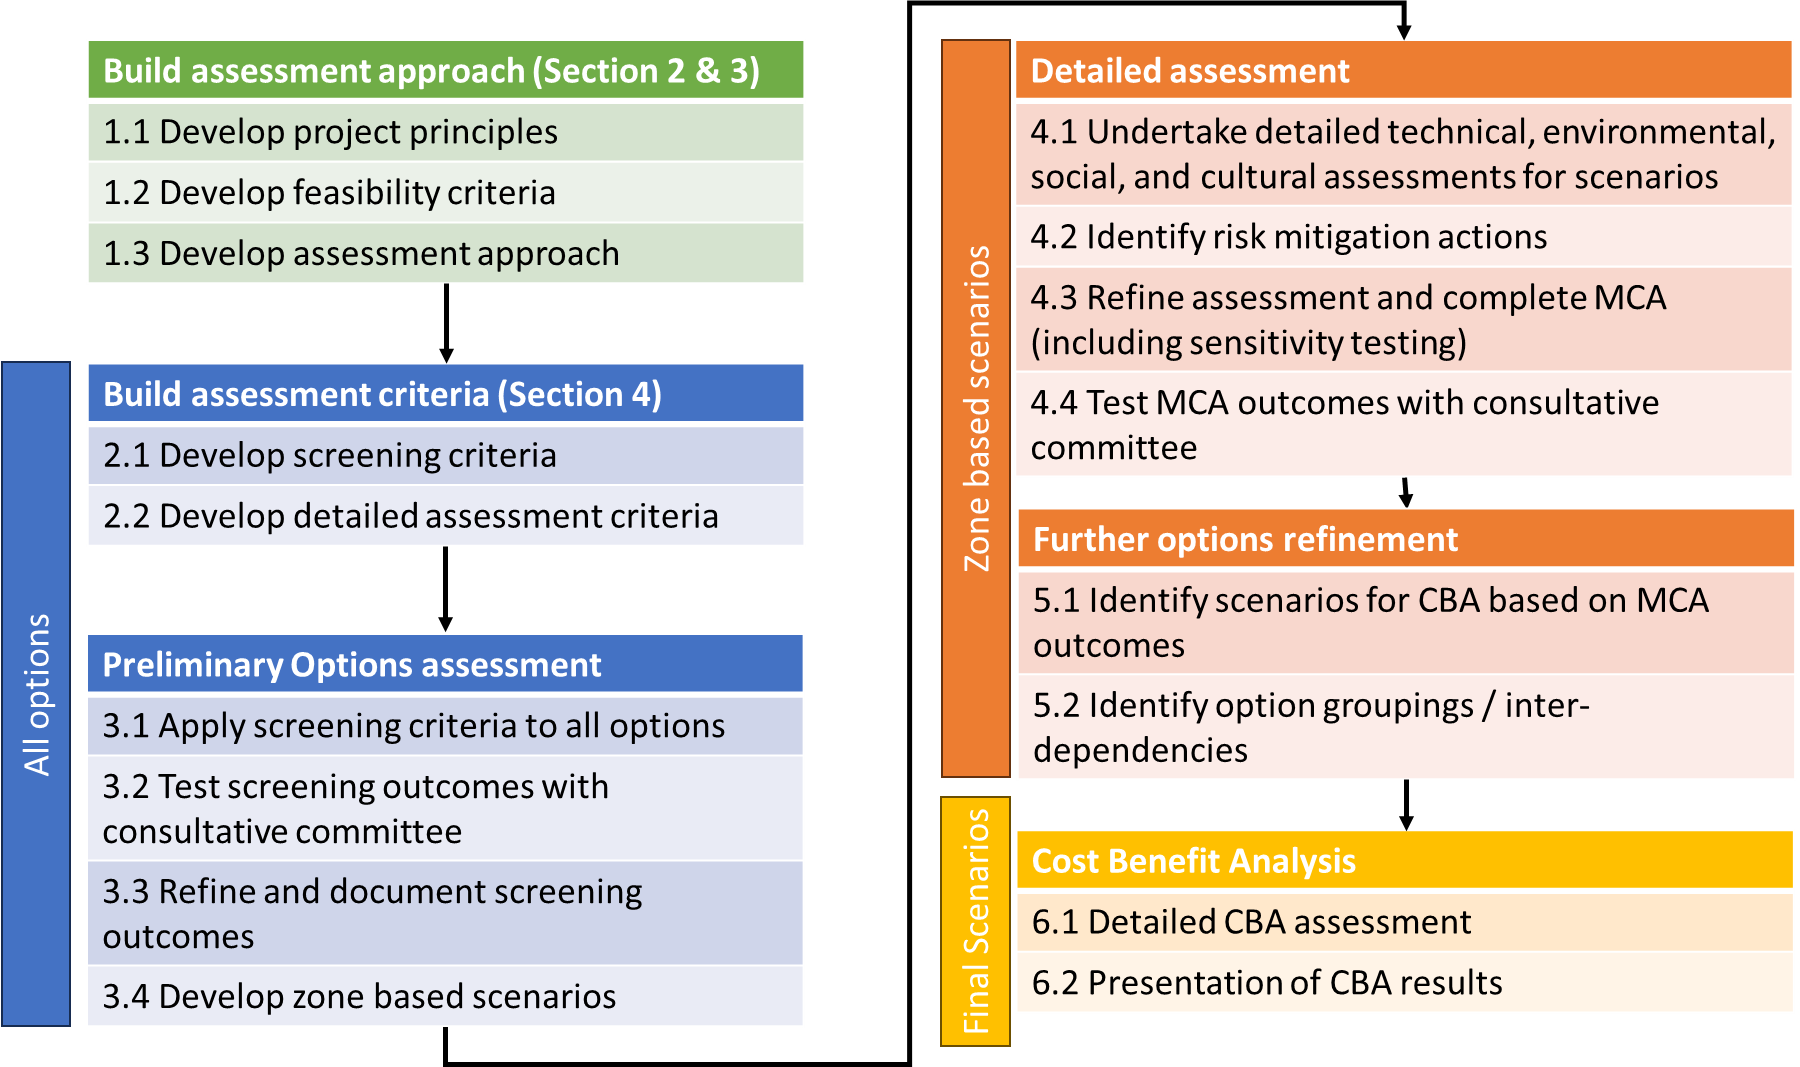 Build assessment approach (Section 2 & 3)
1.1 Develop project principles
1.2 Develop feasibility criteria
1.3 Develop assessment approach
All options
Build assessment criteria (Section 4)
2.1 Develop screening criteria
2.2 Develop detailed assessment criteria
Preliminary Options assessment
3.1 Apply screening criteria to all options
3.2 Test screening outcomes with
consultative committee
3.3 Refine and document screening
outcomes
3.4 Develop zone based scenarios
Zone based scenarios
Detailed assessment
4.1 Undertake detailed technical, environmental,
social, and cultural assessments for scenarios
4.2 Identify risk mitigation actions
4.3 Refine assessment and complete MCA
(including sensitivity testing)
4.4 Test MCA outcomes with consultative
committee
Further options refinement
5.1 Identify scenarios for CBA based on MCA
outcomes
5.2 Identify option groupings / inter-
dependencies
Final Scenarios
Cost Benefit Analysis
6.1 Detailed CBA assessment
6.2 Presentation of CBA results